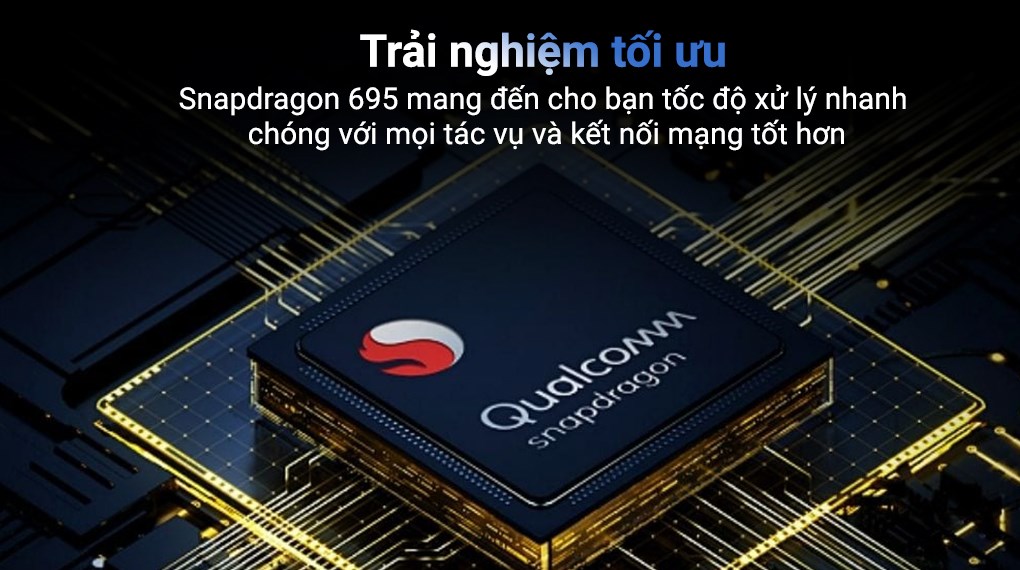 Trải nghiệm tối ưu
Snapdragon 695 mang đến cho bạn tốc độ xử lý nhanh
chóng với mọi tác vụ và kết nối mạng tốt hơn
Qualcomm
snapdragon